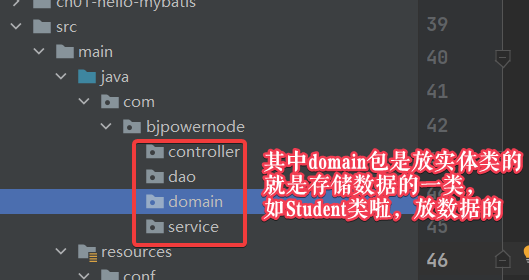 ch01-hello-mybatis
src
main
java
com
bjpowernode
controller
dao
domain
service
resources
conf
39
40
41
42
45
46
其中domain包是放实体类的
就是存储数据的一类,
如Student类啦，放数据的